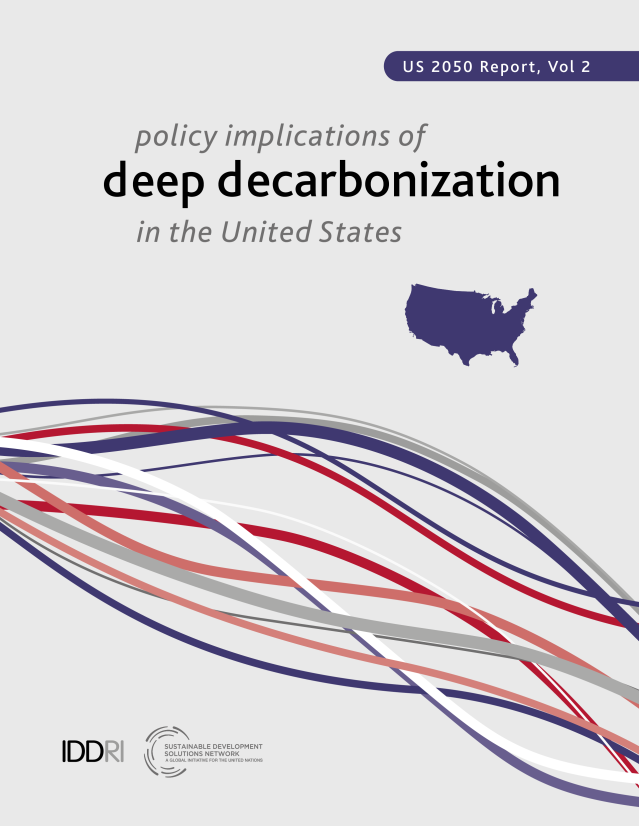 US 2050 Report, Vol 2
policy implications of
deep decarbonization
in the United States
IDDRI
SUSTAINABLE DEVELOPMENT
SOLUTIONS NETWORK
A GLOBAL INITIATIVE FOR THE UNITED NATIONS